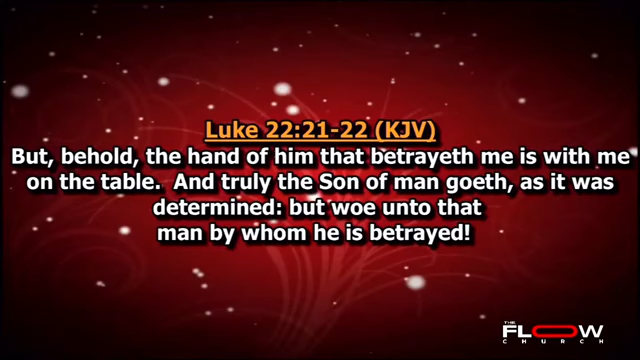 Luke 22:21-22 (KJV)
But, behold, the hand of him that betrayeth me is with me
on the table.  And truly the Son of man goeth, as it was
determined: but woe unto that
man by whom he is betrayed!
THE
FLOW
CHURCH